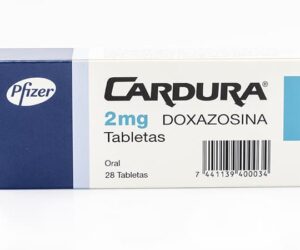 Pfizer
CARDURA®
2mg DOXAZOSINA
Tabletas
Oral
28 Tabletas
7 441139 400034